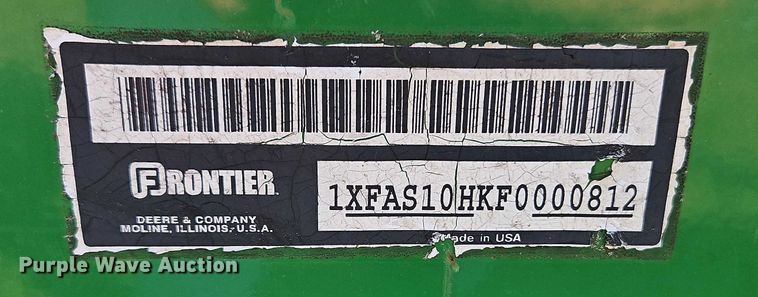 FRONTIER
DEERE & COMPANY
MOLINE, ILLINOIS, U.S.A.
1XFAS10HKF0000812
Made in USA
Purple Wave Auction